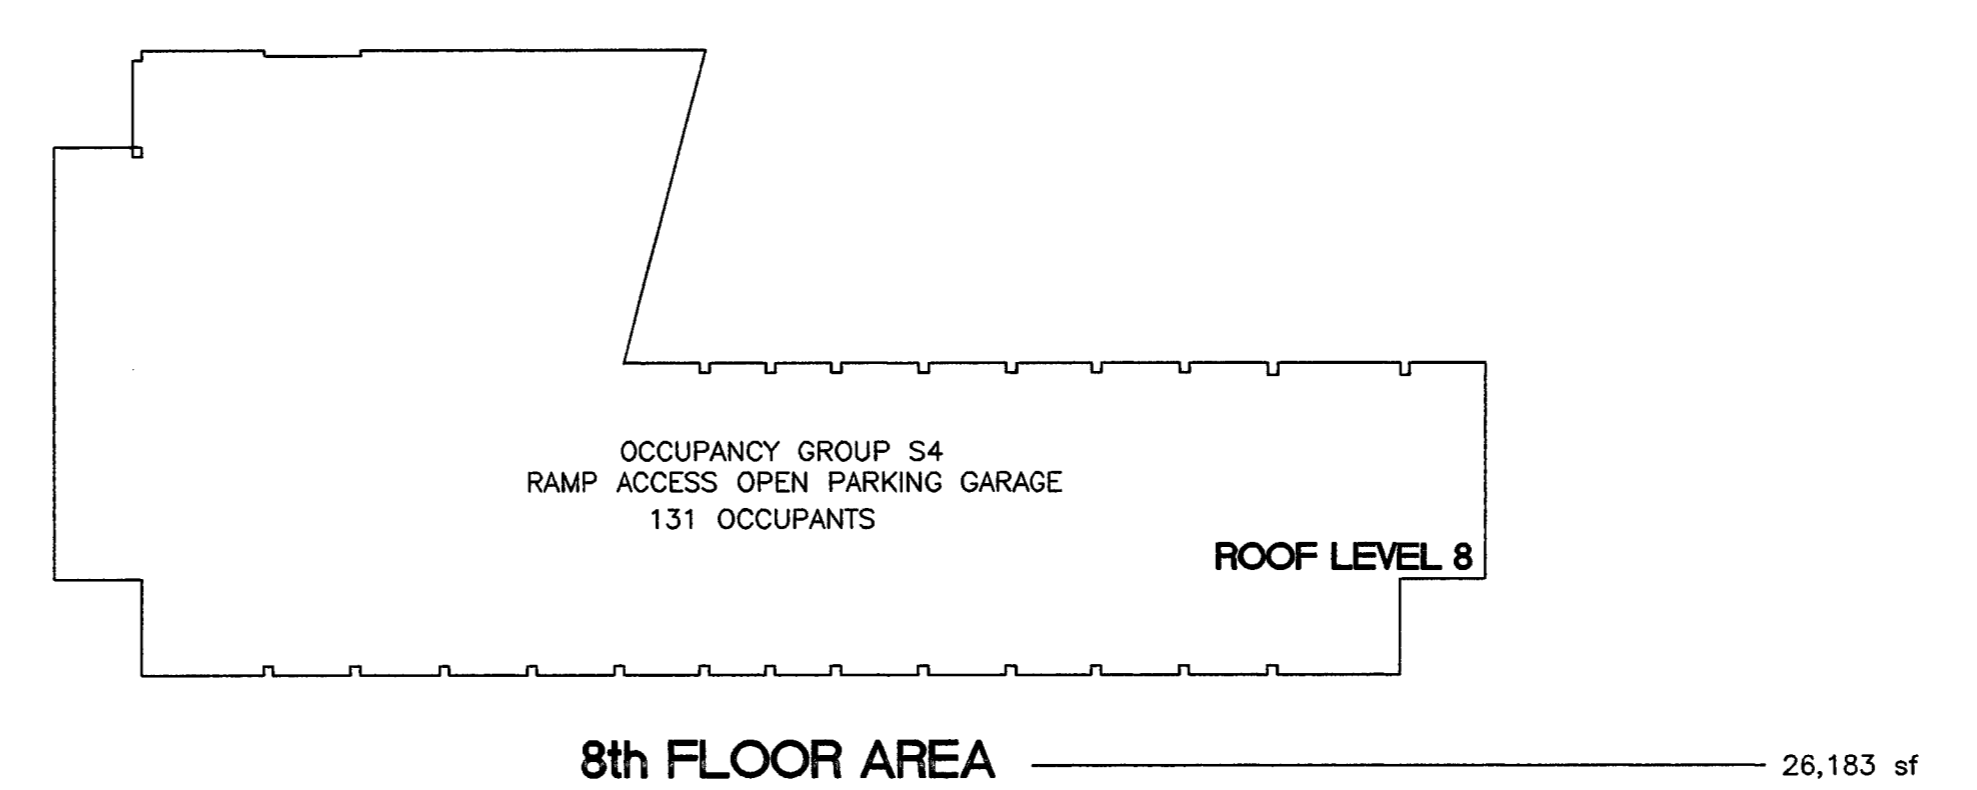 OCCUPANCY GROUP S4
RAMP ACCESS OPEN PARKING GARAGE
131 OCCUPANTS
ROOF LEVEL 8
8th FLOOR AREA 26,183 sf